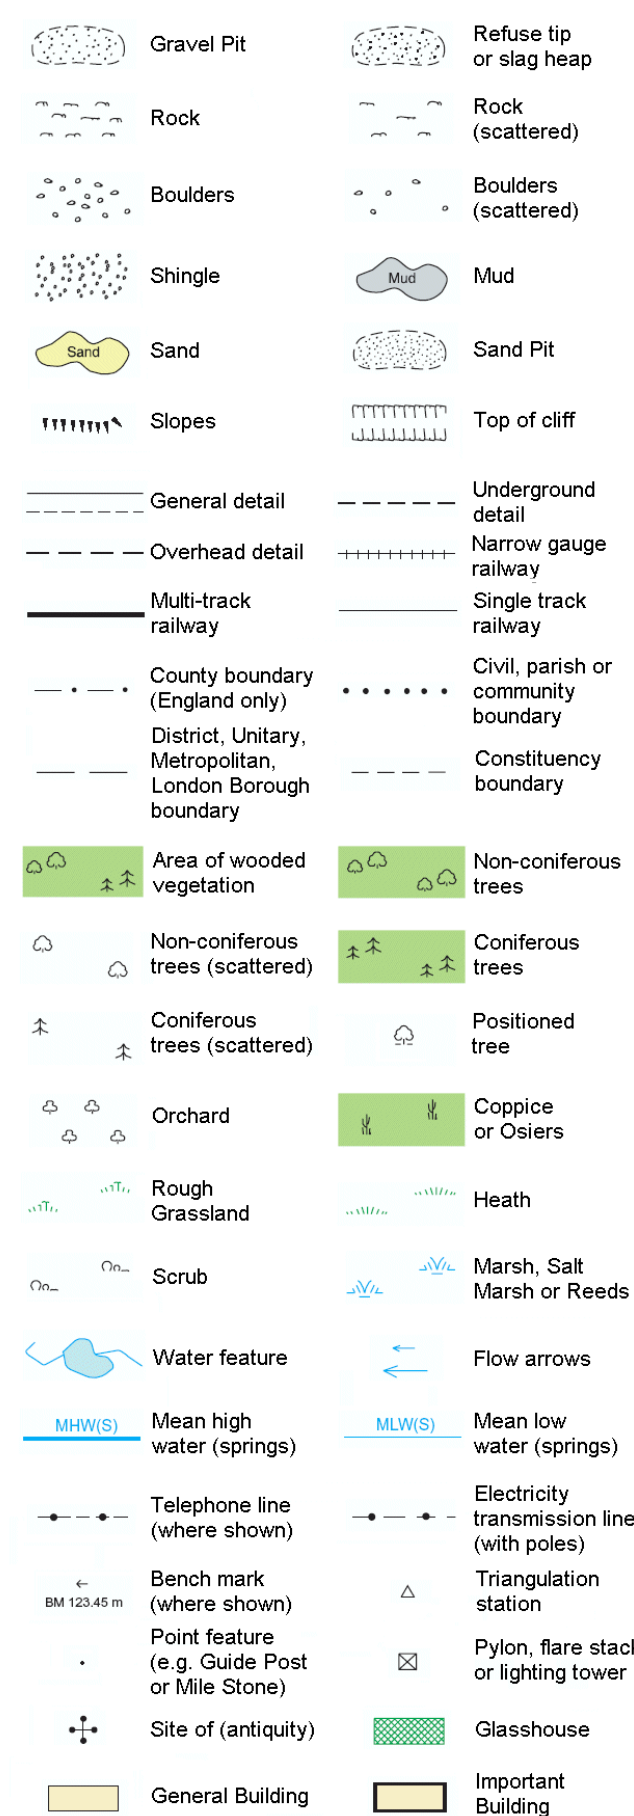 Gravel Pit
Refuse tip
or slag heap
Rock
Rock
(scattered)
Boulders
Boulders
(scattered)
Shingle
Mud
Mud
Sand
Sand
Sand Pit
Slopes
Top of cliff
General detail
Underground
detail
Overhead detail
Narrow gauge
railway
Multi-track
railway
Single track
railway
County boundary
(England only)
Civil, parish or
community
boundary
District, Unitary,
Metropolitan,
London Borough
boundary
Constituency
boundary
Area of wooded
vegetation
Non-coniferous
trees
Non-coniferous
trees (scattered)
Coniferous
trees
Coniferous
trees (scattered)
Positioned
tree
Orchard
Coppice
or Osiers
Rough
Grassland
Heath
Scrub
Marsh, Salt
Marsh or Reeds
Water feature
Flow arrows
MHW(S)
Mean high
water (springs)
MLW(S)
Mean low
water (springs)
Telephone line
(where shown)
Electricity
transmission line
(with poles)
BM 123.45 m
Bench mark
(where shown)
Triangulation
station
Point feature
(e.g. Guide Post
or Mile Stone)
Pylon, flare stack
or lighting tower
Site of (antiquity)
Glasshouse
General Building
Important
Building